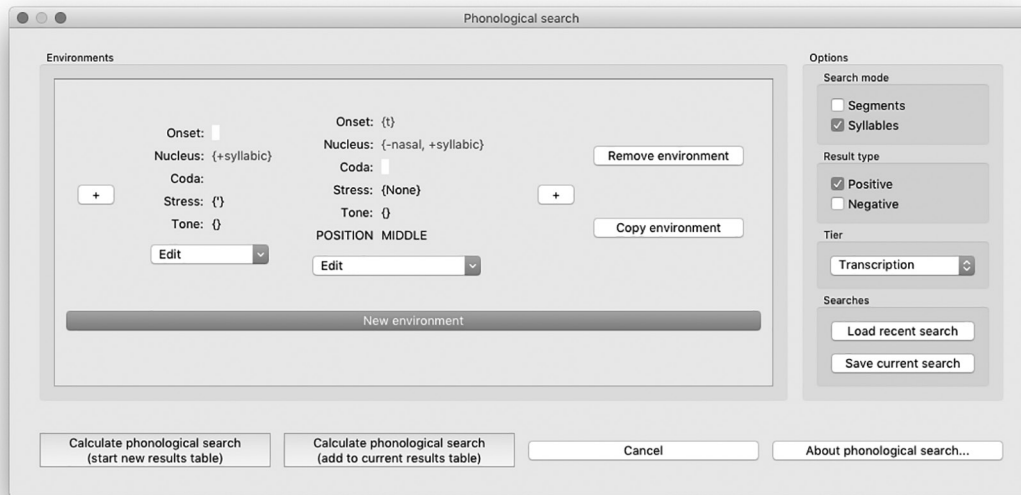 Phonological search
Environments
+
Onset:
Nucleus: {+syllabic}
Coda:
Stress: {'}
Tone: {}
Edit
Onset: {t}
Nucleus: {-nasal, +syllabic}
Coda:
Stress: {None}
Tone: {}
POSITION MIDDLE
Edit
+
Remove environment
Copy environment
New environment
Options
Search mode
Segments
Syllables
Result type
Positive
Negative
Tier
Transcription
Searches
Load recent search
Save current search
Calculate phonological search
(start new results table)
Calculate phonological search
(add to current results table)
Cancel
About phonological search...